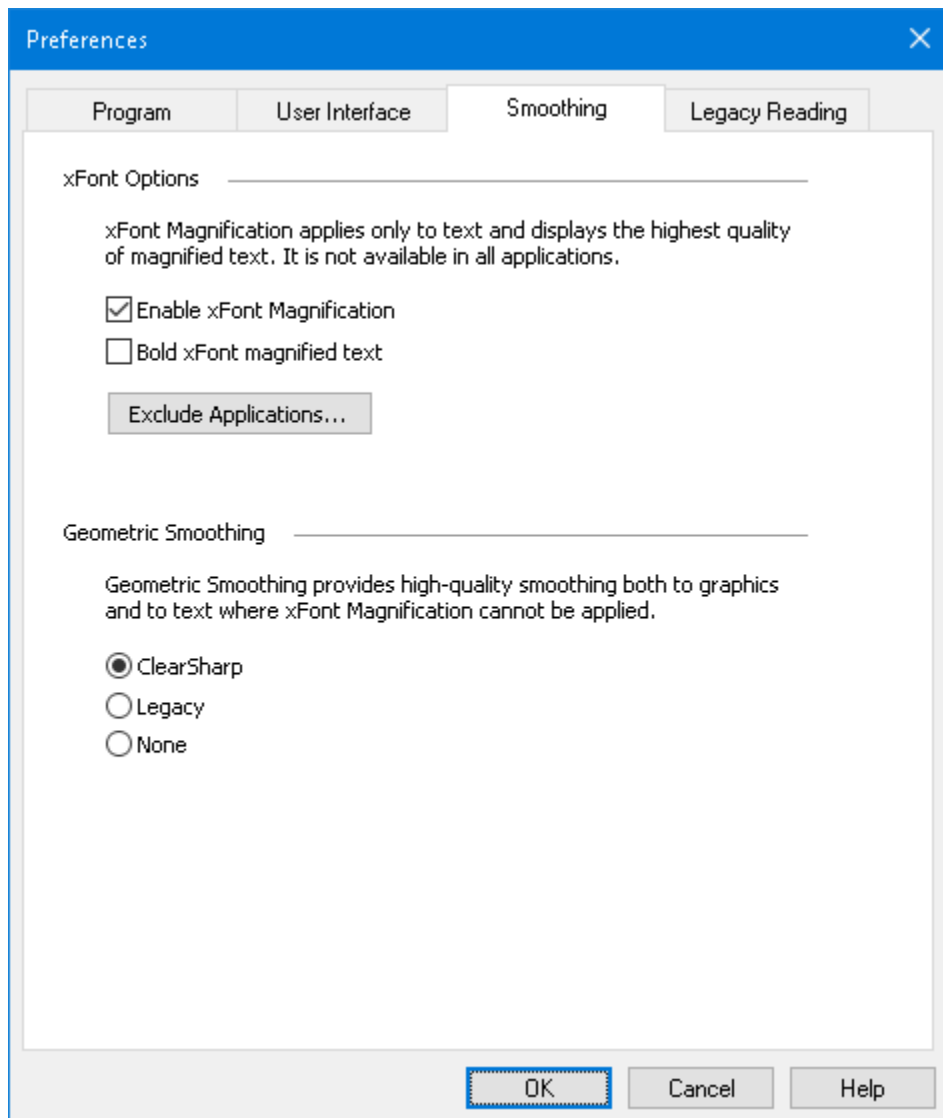 Preferences
Program User Interface Smoothing Legacy Reading
xFont Options
xFont Magnification applies only to text and displays the highest quality
of magnified text. It is not available in all applications.
Enable xFont Magnification
Bold xFont magnified text
Exclude Applications...
Geometric Smoothing
Geometric Smoothing provides high-quality smoothing both to graphics
and to text where xFont Magnification cannot be applied.
ClearSharp
Legacy
None
OK Cancel Help